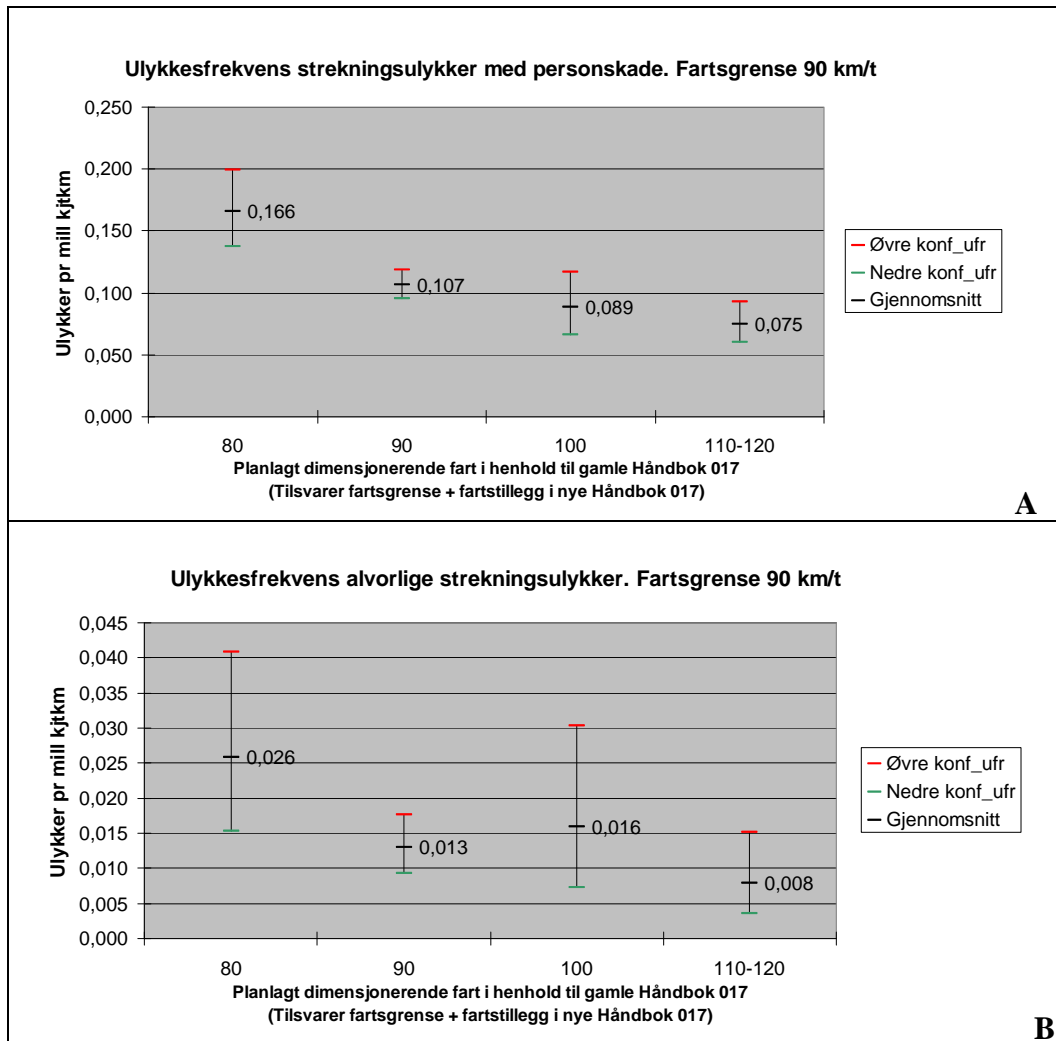 Ulykkesfrekvens strekningsulykker med personskade. Fartsgrense 90 km/t
Ulykker pr mill kjtkm
0,250
0,200
0,150
0,100
0,050
0,000
0,166
0,107
0,089
0,075
80
90
100
110-120
Planlagt dimensjonerende fart i henhold til gamle Håndbok 017
(Tilsvarer fartsgrense + fartstillegg i nye Håndbok 017)
Øvre konf_ufr
Nedre konf_ufr
Gjennomsnitt
A
Ulykkesfrekvens alvorlige strekningsulykker. Fartsgrense 90 km/t
Ulykker pr mill kjtkm
0,045
0,040
0,035
0,030
0,025
0,020
0,015
0,010
0,005
0,000
0,026
0,013
0,016
0,008
80
90
100
110-120
Planlagt dimensjonerende fart i henhold til gamle Håndbok 017
(Tilsvarer fartsgrense + fartstillegg i nye Håndbok 017)
Øvre konf_ufr
Nedre konf_ufr
Gjennomsnitt
B